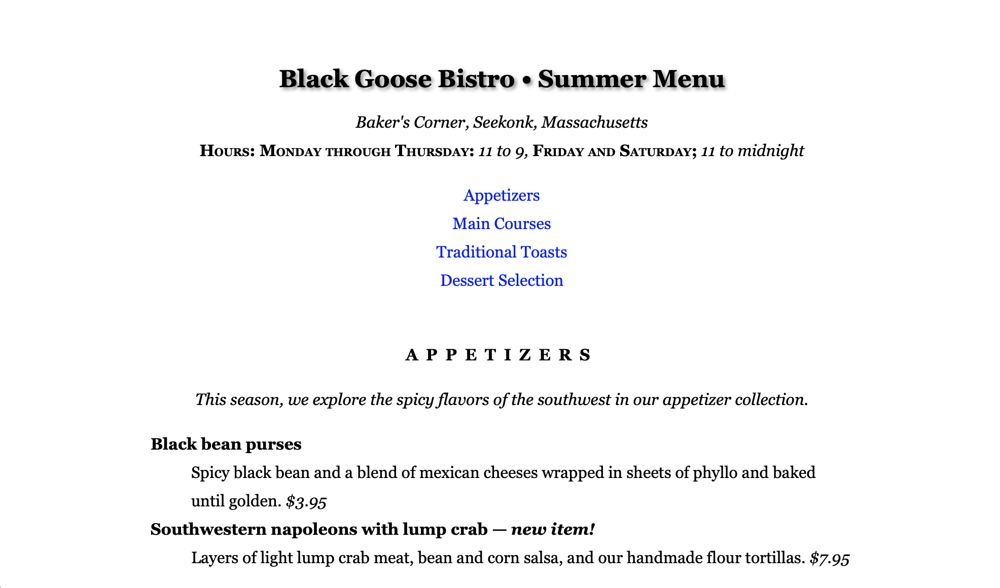 Black Goose Bistro • Summer Menu
Baker's Corner, Seekonk, Massachusetts
Hours: Monday through Thursday: 11 to 9, Friday and Saturday; 11 to midnight
Appetizers
Main Courses
Traditional Toasts
Dessert Selection
APPETIZERS
This season, we explore the spicy flavors of the southwest in our appetizer collection.
Black bean purses
Spicy black bean and a blend of mexican cheeses wrapped in sheets of phyllo and baked
until golden. $3.95
Southwestern napoleons with lump crab — new item!
Layers of light lump crab meat, bean and corn salsa, and our handmade flour tortillas. $7.95